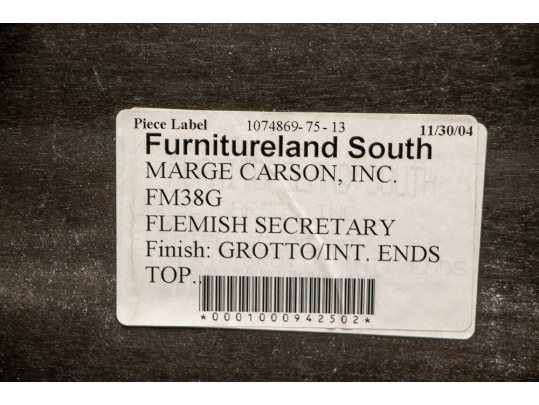 Piece Label 1074869-75-13 11/30/04
Furnitureland South
MARGE CARSON, INC.
FM38G
FLEMISH SECRETARY
Finish: GROTTO/INT. ENDS
TOP..
*0001000942502*